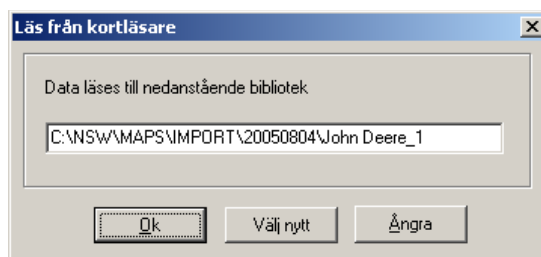 Läs från kortläsare
Data läses till nedanstående bibliotek
C:\NSW\MAPS\IMPORT\20050804\John Deere_1
Ok
Välj nytt
Ångra